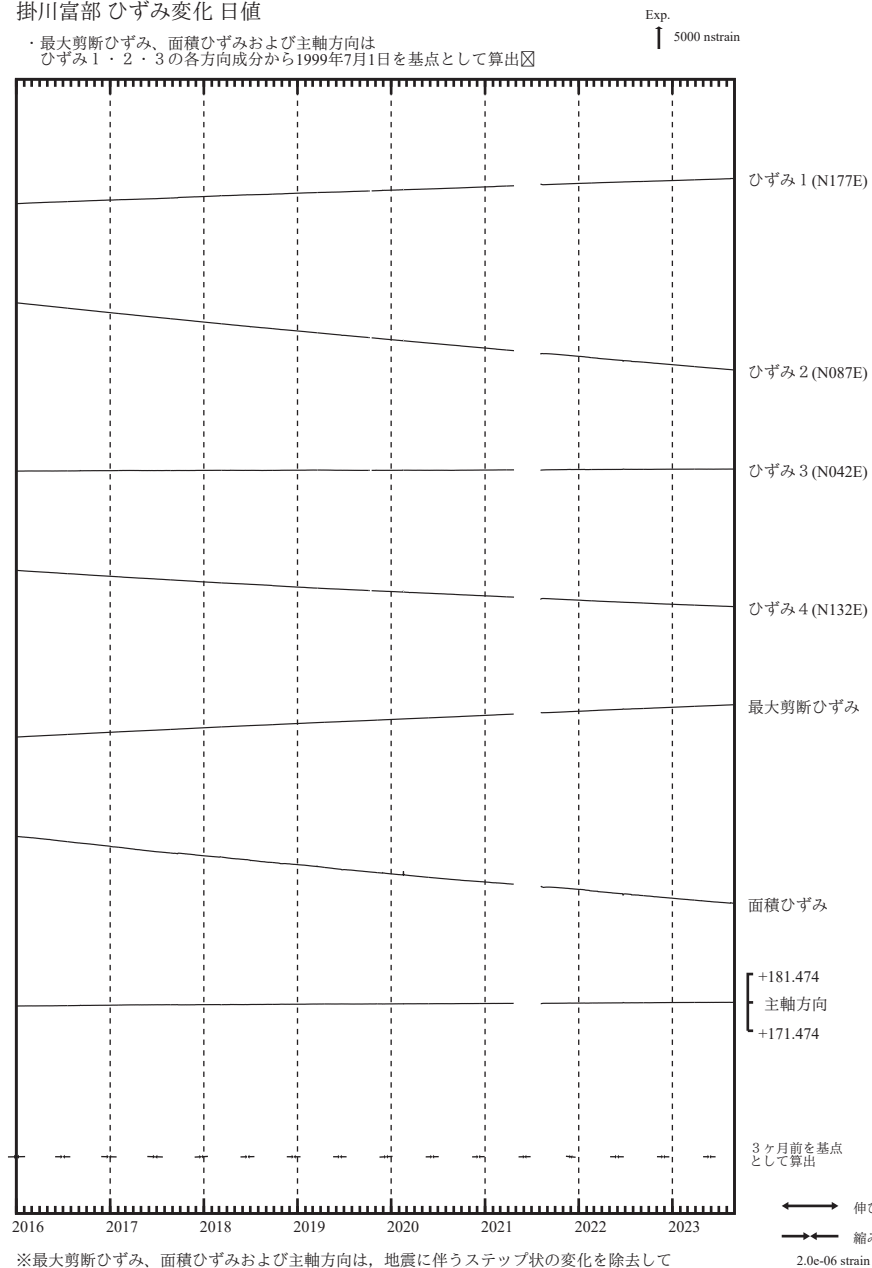 掛川富部 ひずみ変化 日値
・最大剪断ひずみ、面積ひずみおよび主軸方向は
ひずみ１・２・３の各方向成分から1999年7月1日を基点として算出
Exp.
5000 nstrain
ひずみ１(N177E)
ひずみ２(N087E)
ひずみ３(N042E)
ひずみ４(N132E)
最大剪断ひずみ
面積ひずみ
+181.474
主軸方向
+171.474
３ヶ月前を基点
として算出
2016 2017 2018 2019 2020 2021 2022 2023
伸び
縮み
2.0e-06 strain
※最大剪断ひずみ、面積ひずみおよび主軸方向は，地震に伴うステップ状の変化を除去して